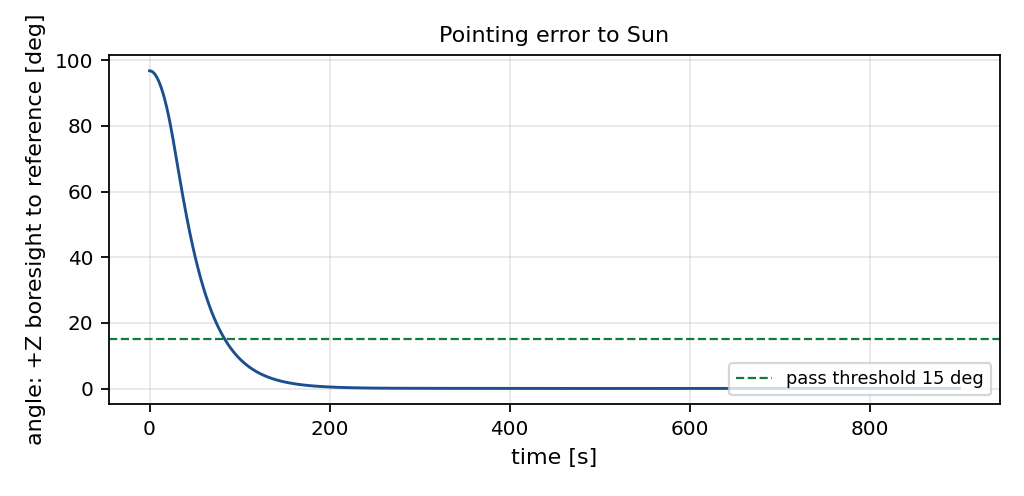 Pointing error to Sun
angle: +Z boresight to reference [deg]
100
80
60
40
20
0
pass threshold 15 deg
0 200 400 600 800
time [s]